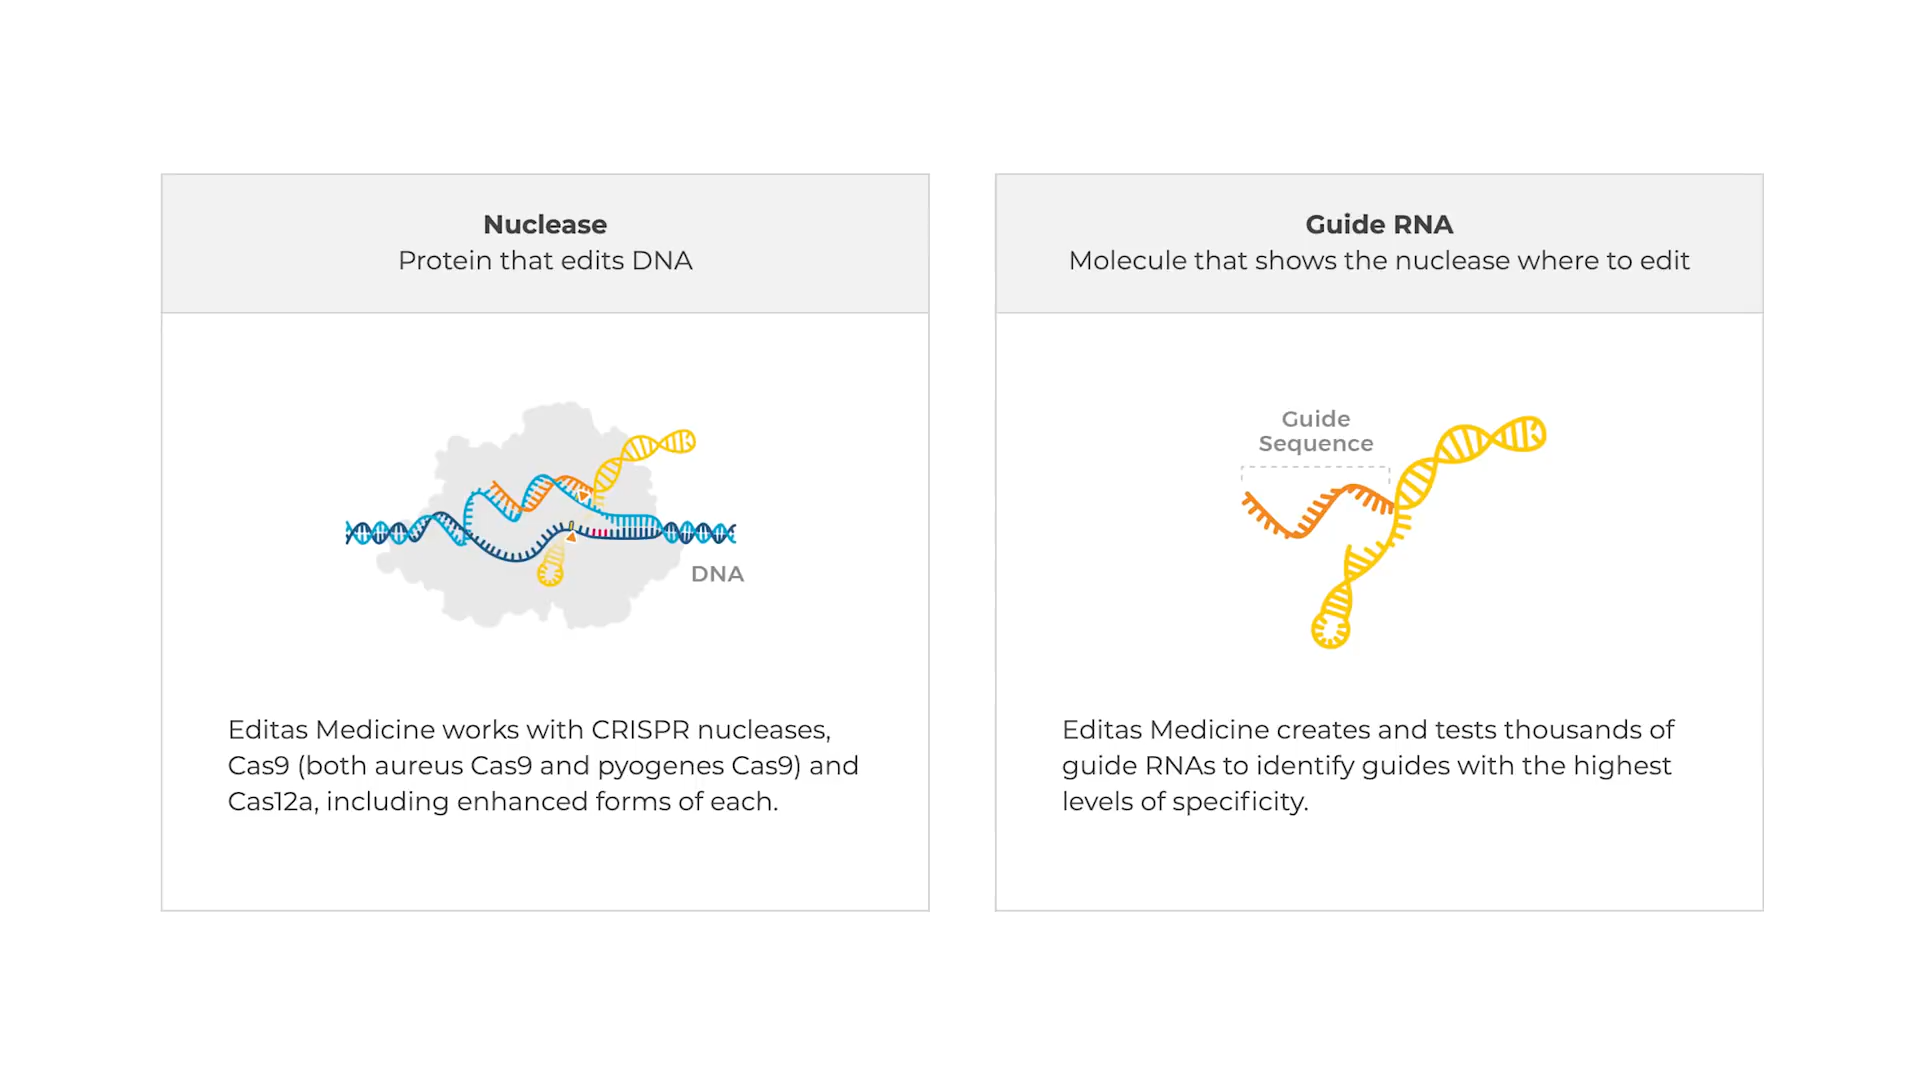 Nuclease
Protein that edits DNA
DNA
Editas Medicine works with CRISPR nucleases,
Cas9 (both aureus Cas9 and pyogenes Cas9) and
Cas12a, including enhanced forms of each.
Guide RNA
Molecule that shows the nuclease where to edit
Guide
Sequence
Editas Medicine creates and tests thousands of
guide RNAs to identify guides with the highest
levels of specificity.